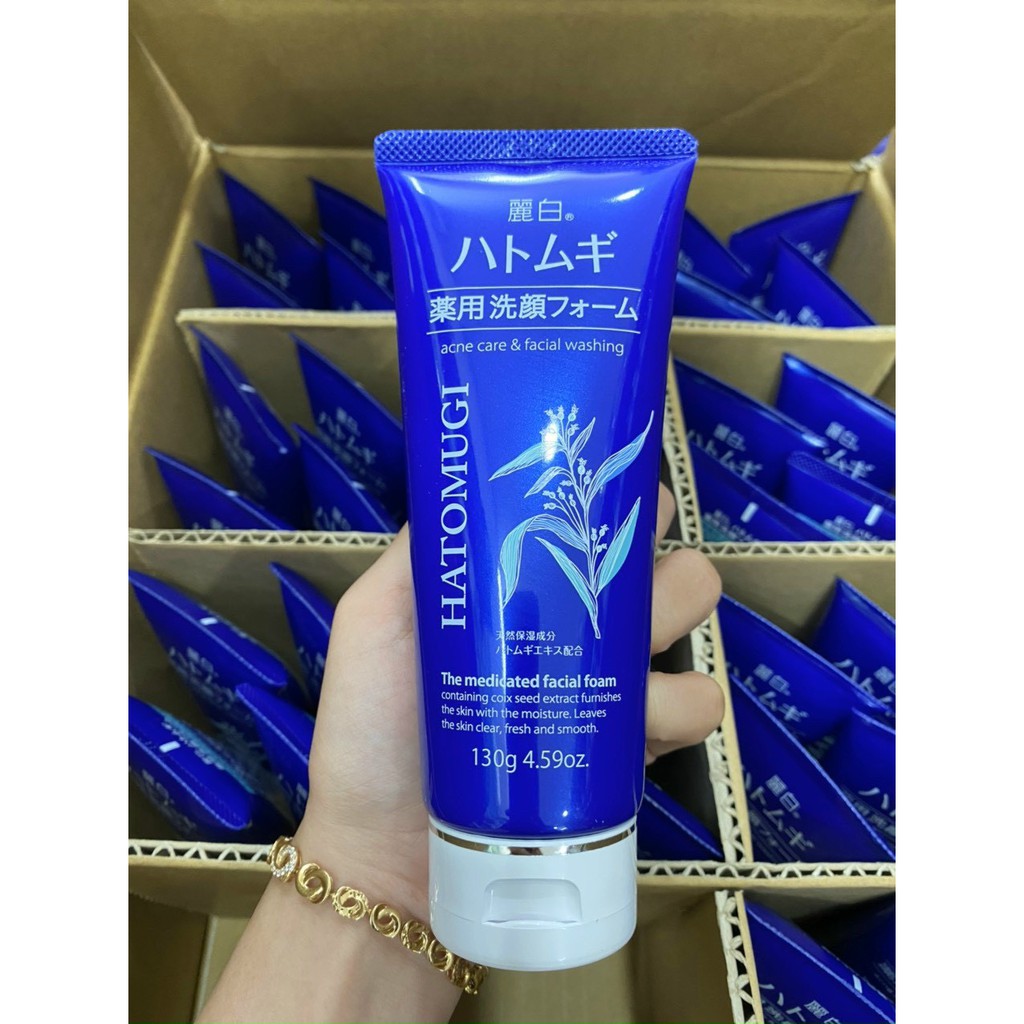 麗白®
ハトムギ
薬用 洗顔フォーム
acne care & facial washing
HATOMUGI
天然保湿成分
ハトムギエキス配合
The medicated facial foam
containing coix seed extract furnishes
the skin with the moisture. Leaves
the skin clear, fresh and smooth.
130g 4.59oz.